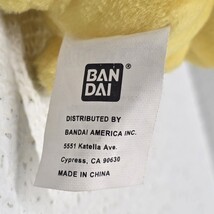 BAN
DAI
DISTRIBUTED BY
BANDAI AMERICA INC.
5551 Katella Ave.
Cypress, CA 90630
MADE IN CHINA